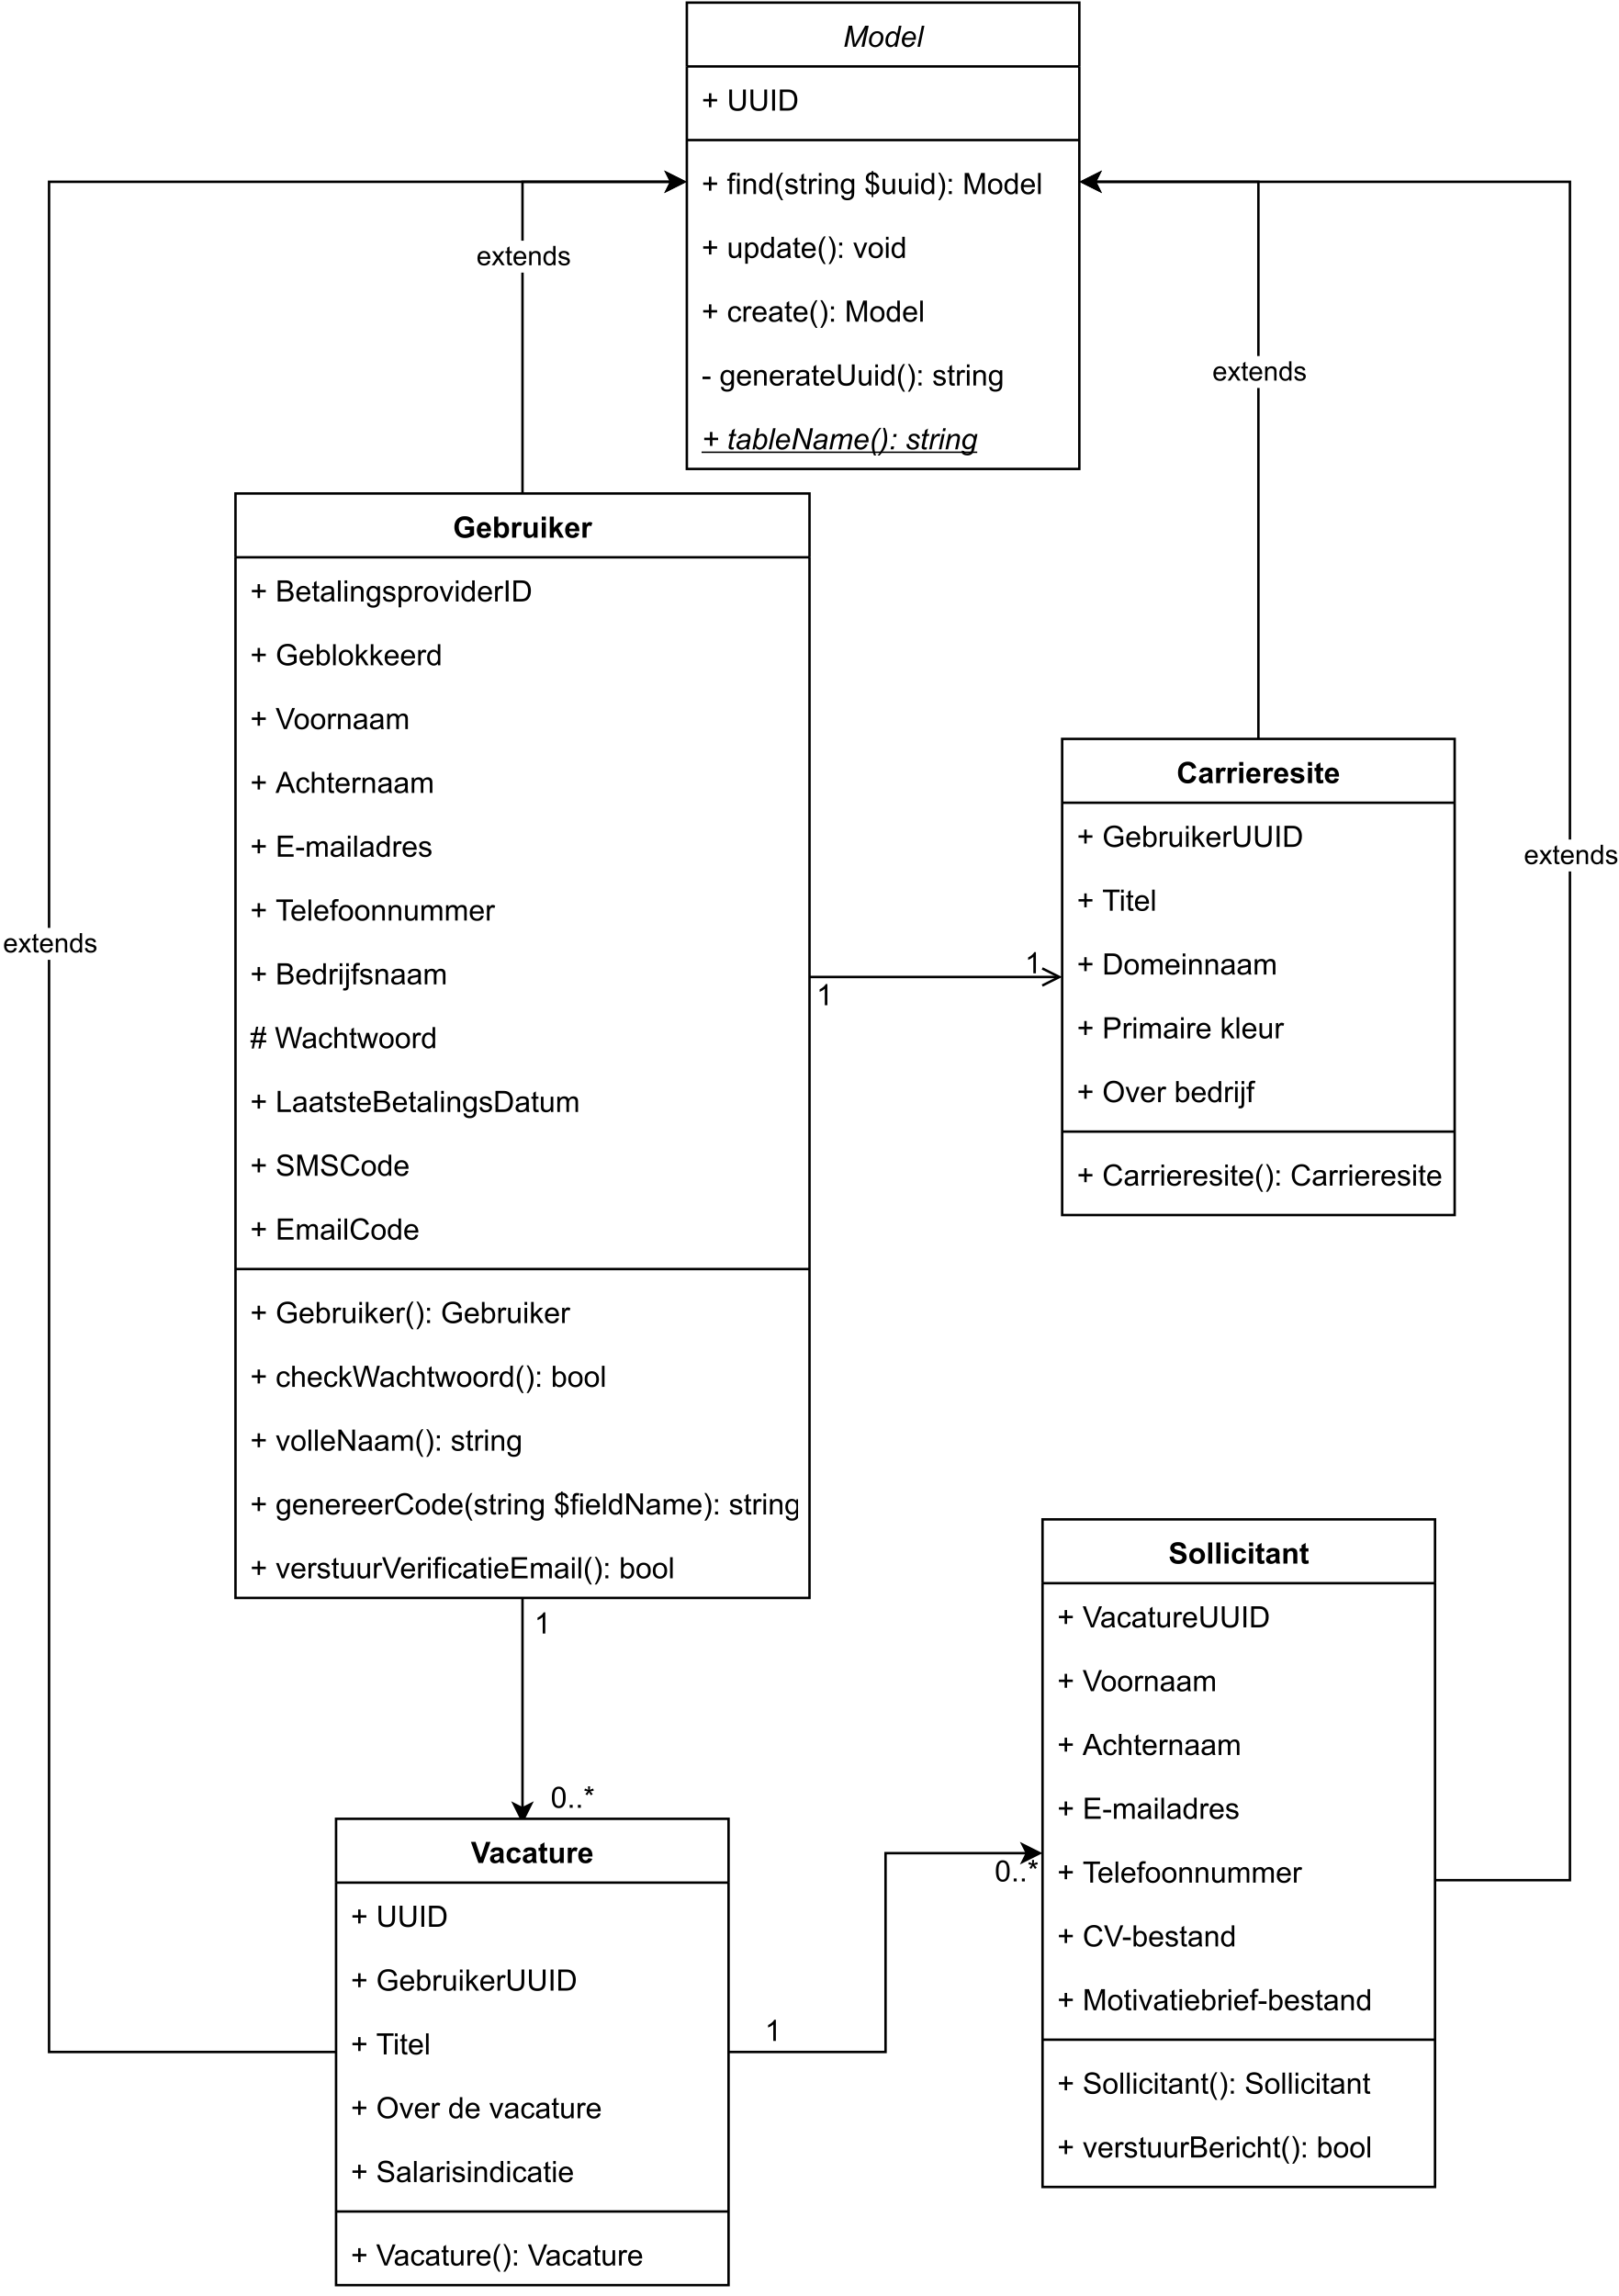 Model
+ UUID
+ find(string $uuid): Model
+ update(): void
+ create(): Model
- generateUuid(): string
+ tableName(): string
extends
extends
extends
extends
Gebruiker
+ BetalingsproviderID
+ Geblokkeerd
+ Voornaam
+ Achternaam
+ E-mailadres
+ Telefoonnummer
+ Bedrijfsnaam
# Wachtwoord
+ LaatsteBetalingsDatum
+ SMSCode
+ EmailCode
+ Gebruiker(): Gebruiker
+ checkWachtwoord(): bool
+ volleNaam(): string
+ genereerCode(string $fieldName): string
+ verstuurVerificatieEmail(): bool
1
1
Carrieresite
+ GebruikerUUID
+ Titel
+ Domeinnaam
+ Primaire kleur
+ Over bedrijf
+ Carrieresite(): Carrieresite
1
0..*
Vacature
+ UUID
+ GebruikerUUID
+ Titel
+ Over de vacature
+ Salarisindicatie
+ Vacature(): Vacature
1
0..*
Sollicitant
+ VacatureUUID
+ Voornaam
+ Achternaam
+ E-mailadres
+ Telefoonnummer
+ CV-bestand
+ Motivatiebrief-bestand
+ Sollicitant(): Sollicitant
+ verstuurBericht(): bool